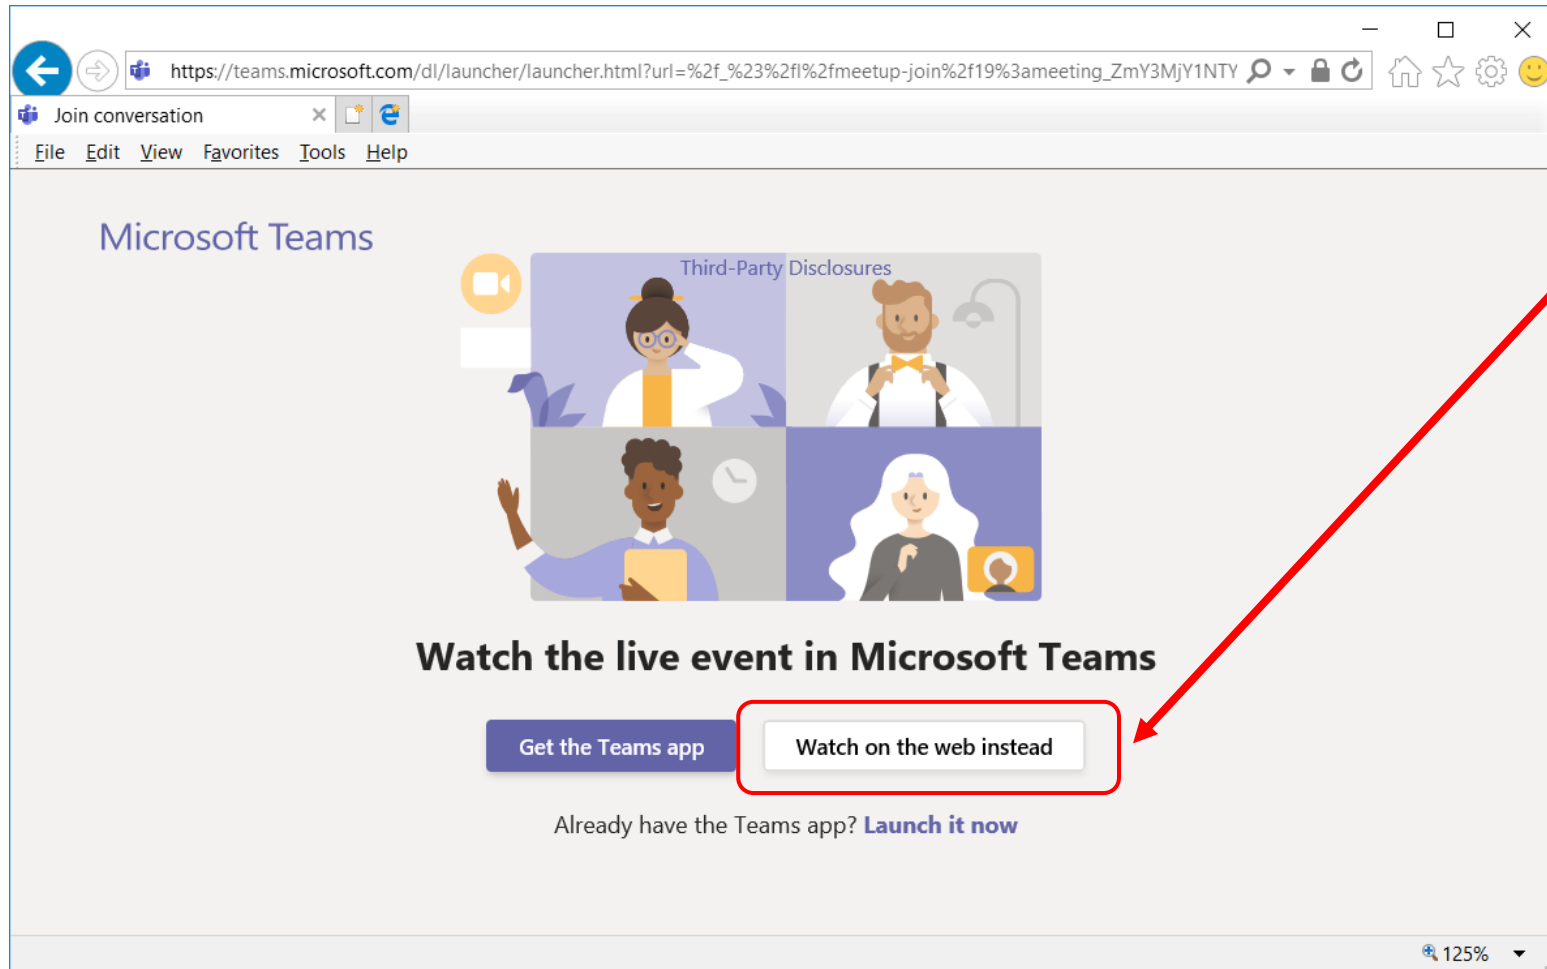 https://teams.microsoft.com/dl/launcher/launcher.html?url=%2f_%23%2fl%2fmeetup-join%2f19%3ameeting_ZmY3MjY1NTY
Join conversation
File Edit View Favorites Tools Help
Microsoft Teams
Third-Party Disclosures
Watch the live event in Microsoft Teams
Get the Teams app Watch on the web instead
Already have the Teams app? Launch it now
125%